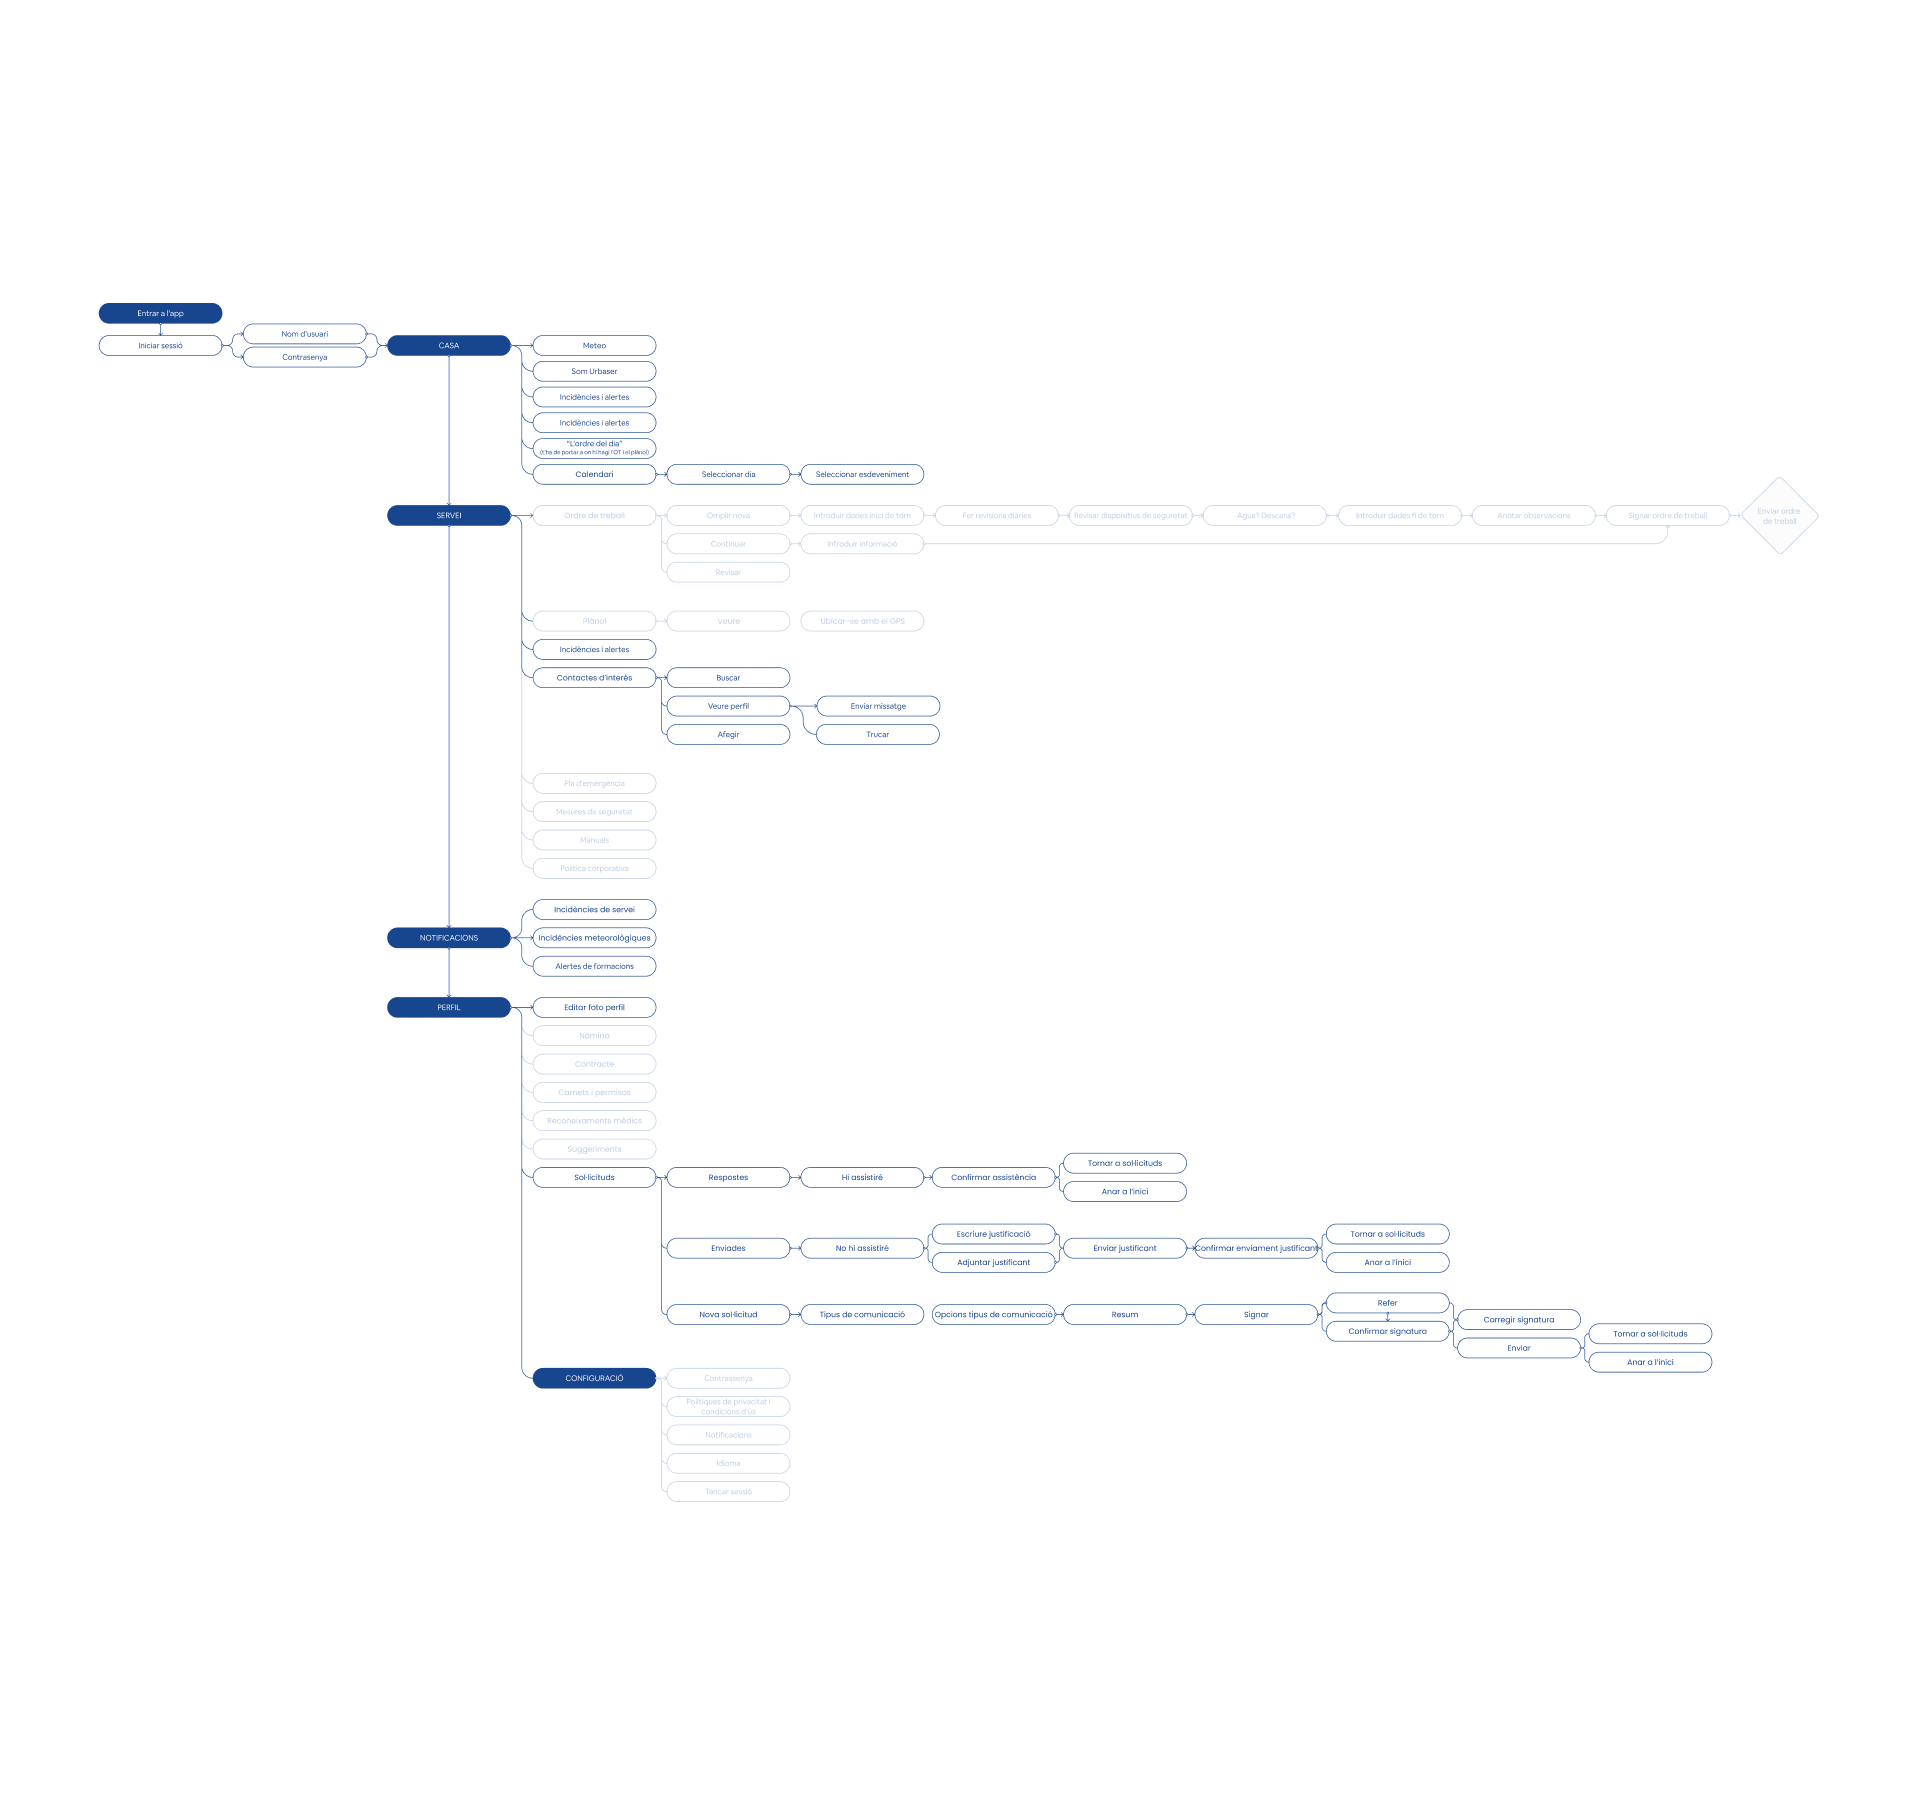 Entrar a l'app
Iniciar sessió
Nom d'usuari
Contrasenya
CASA
Meteo
Som Urbaser
Incidències i alertes
Incidències i alertes
"L'ordre del dia"
(t'ha de portar a on hi hagi l'OT i el plànol)
Calendari
Seleccionar dia
Seleccionar esdeveniment
SERVEI
Ordre de treball
Omplir nova
Introduir dades inici de torn
Fer revisions diàries
Revisar dispositius de seguretat
Agua? Descans?
Introduir dades fi de torn
Anotar observacions
Signar ordre de treball
Enviar ordre
de treball
Continuar
Introduir informació
Revisar
Plànol
Veure
Ubicar-se amb el GPS
Incidències i alertes
Contactes d'interès
Buscar
Veure perfil
Enviar missatge
Afegir
Trucar
Pla d'emergència
Mesures de seguretat
Manuals
Política corporativa
NOTIFICACIONS
Incidències de servei
Incidències meteorològiques
Alertes de formacions
PERFIL
Editar foto perfil
Nòmina
Contracte
Carnets i permisos
Reconeixaments mèdics
Suggeriments
Sol·licituds
Respostes
Hi assistiré
Confirmar assistència
Tornar a sol·licituds
Anar a l'inici
Enviades
No hi assistiré
Escriure justificació
Adjuntar justificant
Enviar justificant
Confirmar enviament justificant
Tornar a sol·licituds
Anar a l'inici
Nova sol·licitud
Tipus de comunicació
Opcions tipus de comunicació
Resum
Signar
Refer
Confirmar signatura
Corregir signatura
Enviar
Tornar a sol·licituds
Anar a l'inici
CONFIGURACIÓ
Contrassenya
Polítiques de privacitat i
condicions d'ús
Notificacions
Idioma
Tancar sessió